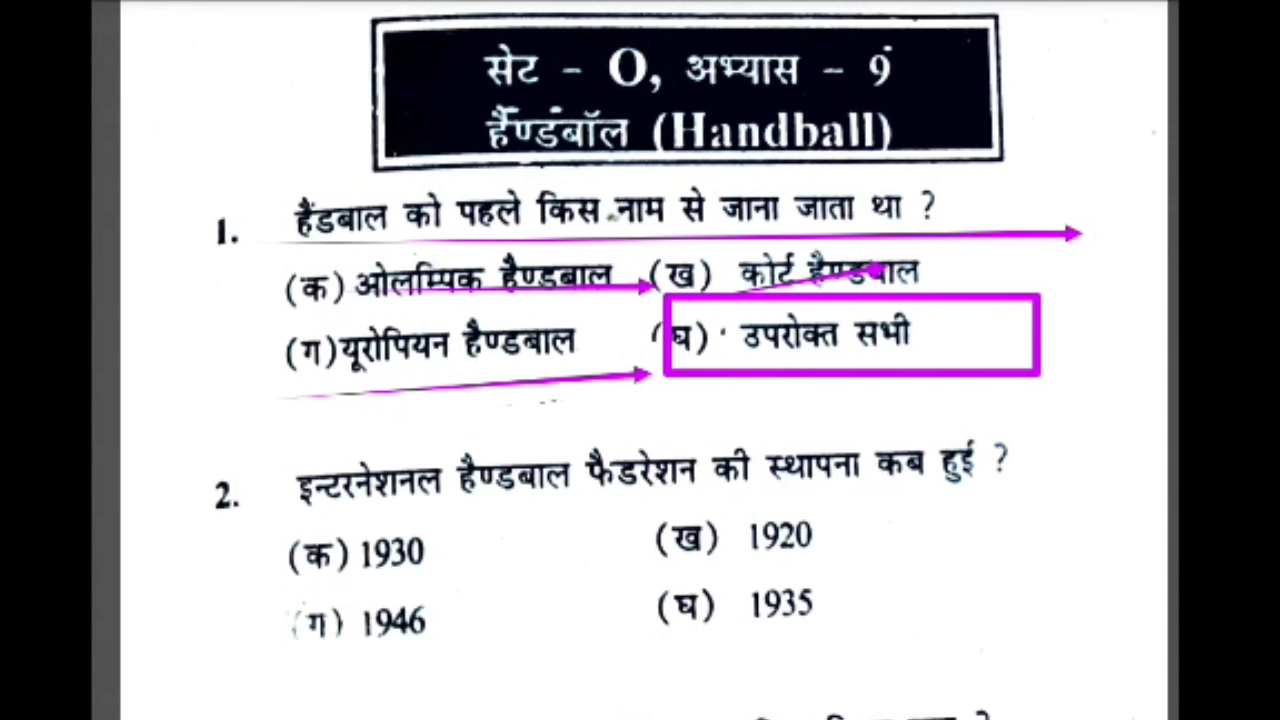 सेट - O, अभ्यास - 9
हैण्डबॉल (Handball)
1. हैंडबाल को पहले किस नाम से जाना जाता था ?
(क) ओलम्पिक हैण्डबाल (ख) कोर्ट हैण्डबाल
(ग) यूरोपियन हैण्डबाल (घ) उपरोक्त सभी
2. इन्टरनेशनल हैण्डबाल फैडरेशन की स्थापना कब हुई ?
(क) 1930 (ख) 1920
(ग) 1946 (घ) 1935